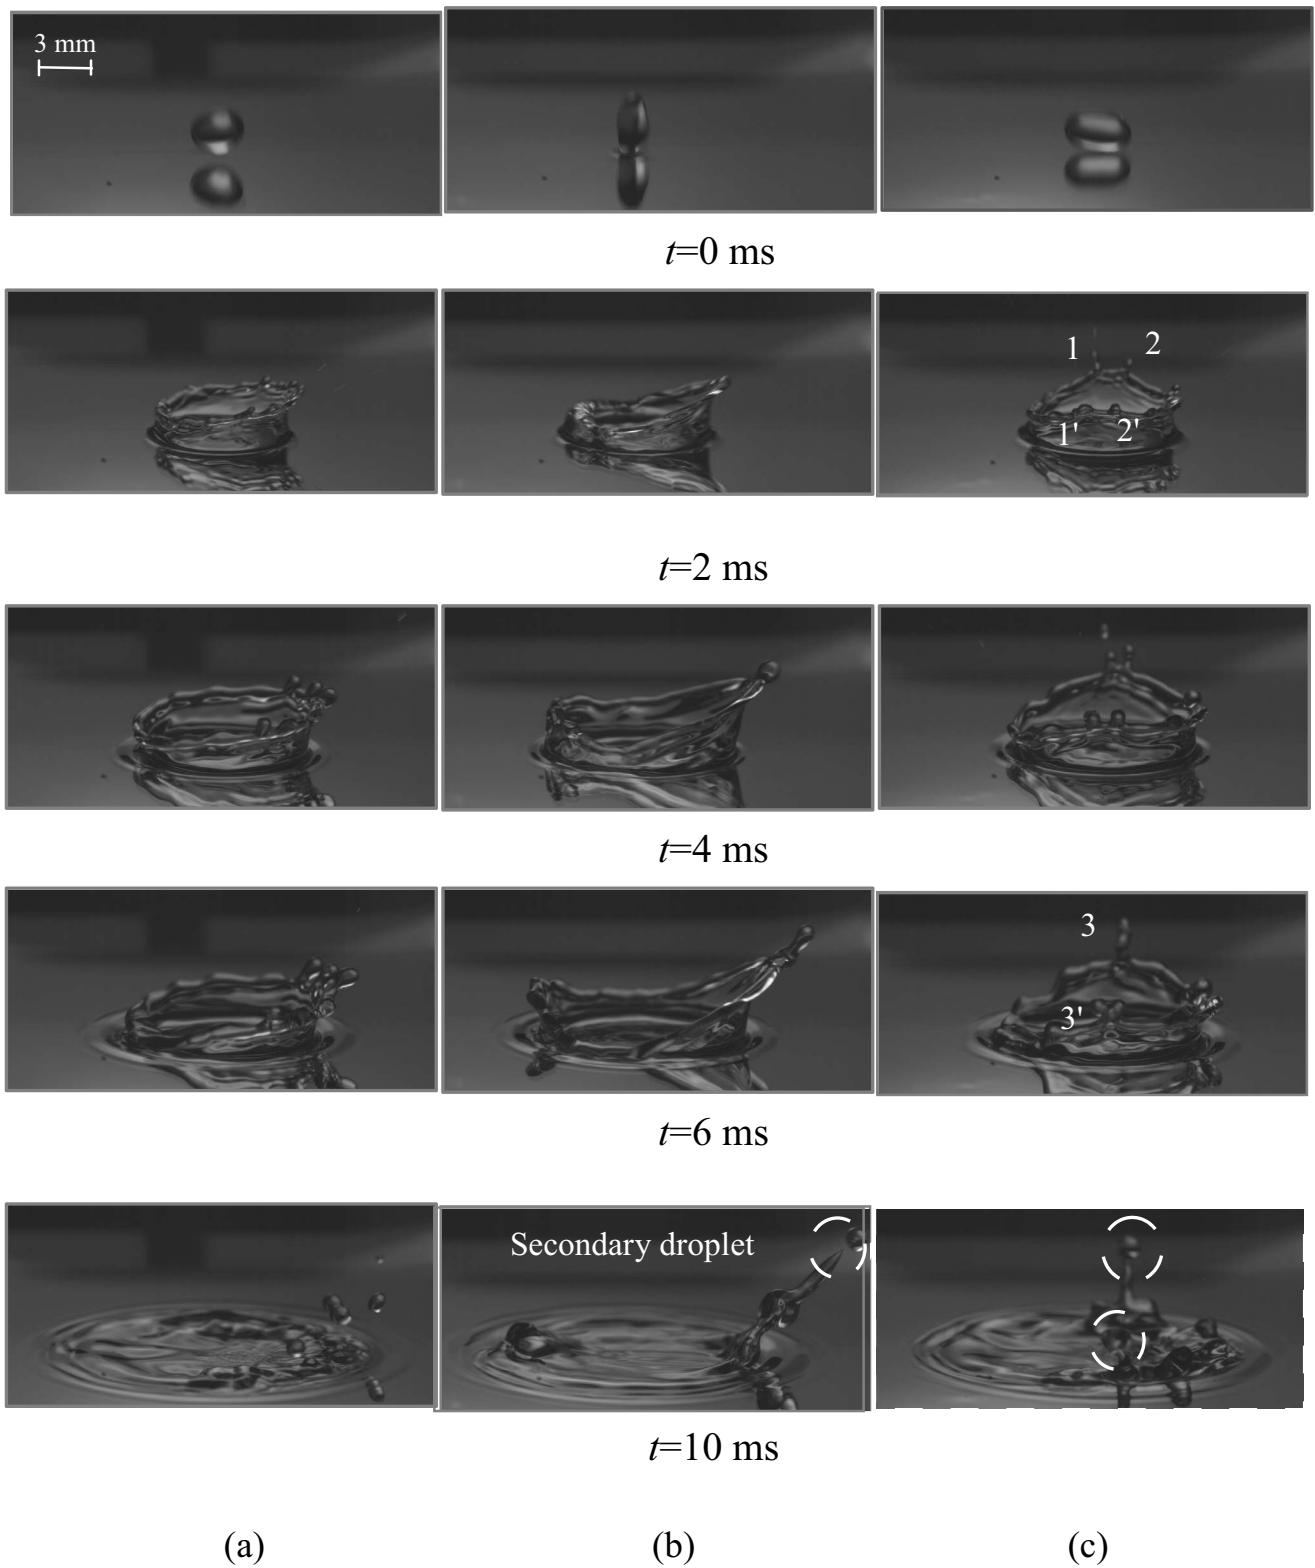 3 mm
t=0 ms
1 2
1' 2'
t=2 ms
t=4 ms
3
3'
t=6 ms
Secondary droplet
t=10 ms
(a) (b) (c)